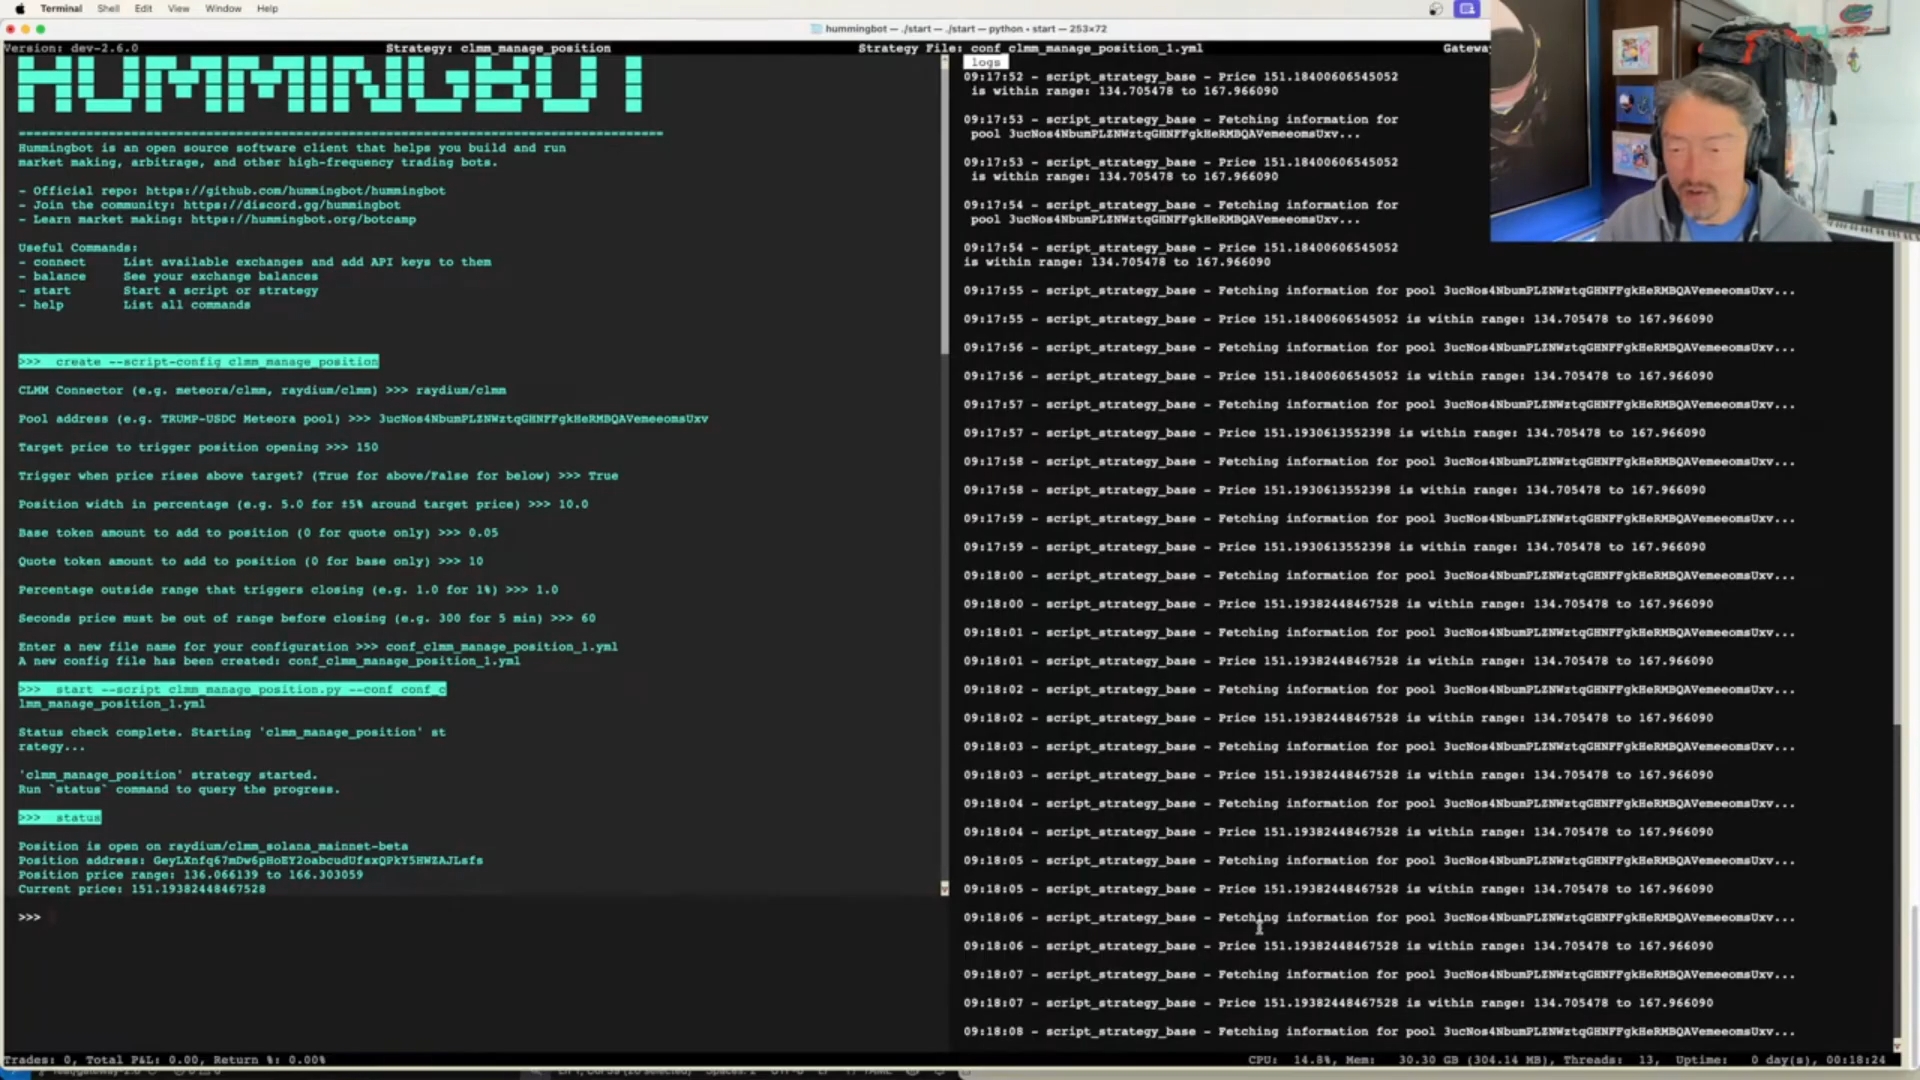 Terminal Shell Edit View Window Help
hummingbot — ./start — ./start — python • start — 253×72
Version: dev-2.6.0 Strategy: clmm_manage_position Strategy File: conf_clmm_manage_position_1.yml Gateway
HUMMINGBOT
======================================================================================
Hummingbot is an open source software client that helps you build and run
market making, arbitrage, and other high-frequency trading bots.
- Official repo: https://github.com/hummingbot/hummingbot
- Join the community: https://discord.gg/hummingbot
- Learn market making: https://hummingbot.org/botcamp
Useful Commands:
- connect List available exchanges and add API keys to them
- balance See your exchange balances
- start Start a script or strategy
- help List all commands
>>> create --script-config clmm_manage_position
CLMM Connector (e.g. meteora/clmm, raydium/clmm) >>> raydium/clmm
Pool address (e.g. TRUMP-USDC Meteora pool) >>> 3ucNos4NbumPLZNWztqGHNFFgkHeRMBQAVemeeomsUxv
Target price to trigger position opening >>> 150
Trigger when price rises above target? (True for above/False for below) >>> True
Position width in percentage (e.g. 5.0 for ±5% around target price) >>> 10.0
Base token amount to add to position (0 for quote only) >>> 0.05
Quote token amount to add to position (0 for base only) >>> 10
Percentage outside range that triggers closing (e.g. 1.0 for 1%) >>> 1.0
Seconds price must be out of range before closing (e.g. 300 for 5 min) >>> 60
Enter a new file name for your configuration >>> conf_clmm_manage_position_1.yml
A new config file has been created: conf_clmm_manage_position_1.yml
>>> start --script clmm_manage_position.py --conf conf_c
lmm_manage_position_1.yml
Status check complete. Starting 'clmm_manage_position' st
rategy...
'clmm_manage_position' strategy started.
Run `status` command to query the progress.
>>> status
Position is open on raydium/clmm_solana_mainnet-beta
Position address: GeyLXnfq67mDw6pHoEY2oabcudUfsxQPkY5HWZAJLsfs
Position price range: 136.066139 to 166.303059
Current price: 151.19382448467528
>>>
logs
09:17:52 - script_strategy_base - Price 151.18400606545052
is within range: 134.705478 to 167.966090
09:17:53 - script_strategy_base - Fetching information for
pool 3ucNos4NbumPLZNWztqGHNFFgkHeRMBQAVemeeomsUxv...
09:17:53 - script_strategy_base - Price 151.18400606545052
is within range: 134.705478 to 167.966090
09:17:54 - script_strategy_base - Fetching information for
pool 3ucNos4NbumPLZNWztqGHNFFgkHeRMBQAVemeeomsUxv...
09:17:54 - script_strategy_base - Price 151.18400606545052
is within range: 134.705478 to 167.966090
09:17:55 - script_strategy_base - Fetching information for pool 3ucNos4NbumPLZNWztqGHNFFgkHeRMBQAVemeeomsUxv...
09:17:55 - script_strategy_base - Price 151.18400606545052 is within range: 134.705478 to 167.966090
09:17:56 - script_strategy_base - Fetching information for pool 3ucNos4NbumPLZNWztqGHNFFgkHeRMBQAVemeeomsUxv...
09:17:56 - script_strategy_base - Price 151.18400606545052 is within range: 134.705478 to 167.966090
09:17:57 - script_strategy_base - Fetching information for pool 3ucNos4NbumPLZNWztqGHNFFgkHeRMBQAVemeeomsUxv...
09:17:57 - script_strategy_base - Price 151.1930613552398 is within range: 134.705478 to 167.966090
09:17:58 - script_strategy_base - Fetching information for pool 3ucNos4NbumPLZNWztqGHNFFgkHeRMBQAVemeeomsUxv...
09:17:58 - script_strategy_base - Price 151.1930613552398 is within range: 134.705478 to 167.966090
09:17:59 - script_strategy_base - Fetching information for pool 3ucNos4NbumPLZNWztqGHNFFgkHeRMBQAVemeeomsUxv...
09:17:59 - script_strategy_base - Price 151.1930613552398 is within range: 134.705478 to 167.966090
09:18:00 - script_strategy_base - Fetching information for pool 3ucNos4NbumPLZNWztqGHNFFgkHeRMBQAVemeeomsUxv...
09:18:00 - script_strategy_base - Price 151.19382448467528 is within range: 134.705478 to 167.966090
09:18:01 - script_strategy_base - Fetching information for pool 3ucNos4NbumPLZNWztqGHNFFgkHeRMBQAVemeeomsUxv...
09:18:01 - script_strategy_base - Price 151.19382448467528 is within range: 134.705478 to 167.966090
09:18:02 - script_strategy_base - Fetching information for pool 3ucNos4NbumPLZNWztqGHNFFgkHeRMBQAVemeeomsUxv...
09:18:02 - script_strategy_base - Price 151.19382448467528 is within range: 134.705478 to 167.966090
09:18:03 - script_strategy_base - Fetching information for pool 3ucNos4NbumPLZNWztqGHNFFgkHeRMBQAVemeeomsUxv...
09:18:03 - script_strategy_base - Price 151.19382448467528 is within range: 134.705478 to 167.966090
09:18:04 - script_strategy_base - Fetching information for pool 3ucNos4NbumPLZNWztqGHNFFgkHeRMBQAVemeeomsUxv...
09:18:04 - script_strategy_base - Price 151.19382448467528 is within range: 134.705478 to 167.966090
09:18:05 - script_strategy_base - Fetching information for pool 3ucNos4NbumPLZNWztqGHNFFgkHeRMBQAVemeeomsUxv...
09:18:05 - script_strategy_base - Price 151.19382448467528 is within range: 134.705478 to 167.966090
09:18:06 - script_strategy_base - Fetching information for pool 3ucNos4NbumPLZNWztqGHNFFgkHeRMBQAVemeeomsUxv...
09:18:06 - script_strategy_base - Price 151.19382448467528 is within range: 134.705478 to 167.966090
09:18:07 - script_strategy_base - Fetching information for pool 3ucNos4NbumPLZNWztqGHNFFgkHeRMBQAVemeeomsUxv...
09:18:07 - script_strategy_base - Price 151.19382448467528 is within range: 134.705478 to 167.966090
09:18:08 - script_strategy_base - Fetching information for pool 3ucNos4NbumPLZNWztqGHNFFgkHeRMBQAVemeeomsUxv...
Trades: 0, Total P&L: 0.00, Return %: 0.00% CPU: 14.8%, Mem: 30.30 GB (304.14 MB), Threads: 13, Uptime: 0 day(s), 00:18:24